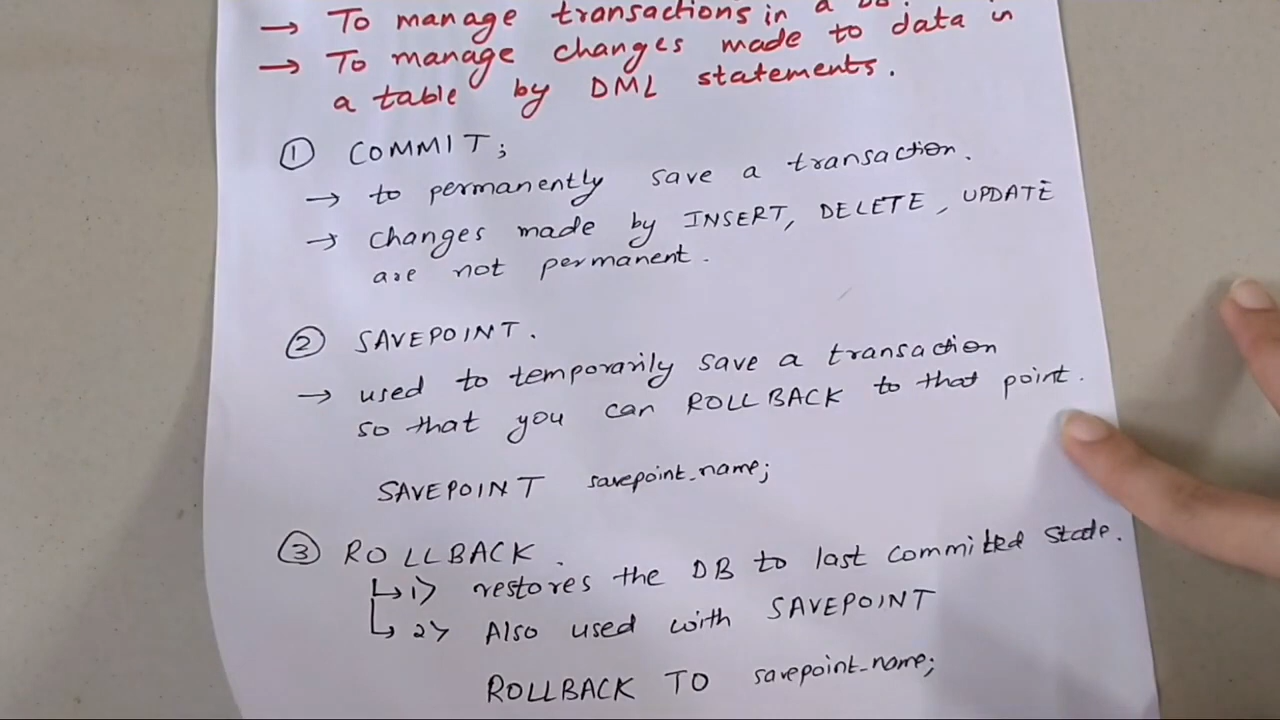 → To manage transactions in a DB.
→ To manage changes made to data in
a table by DML statements.
① COMMIT;
→ to permanently save a transaction.
→ changes made by INSERT, DELETE, UPDATE
are not permanent.
② SAVEPOINT.
→ used to temporarily save a transaction
so that you can ROLLBACK to that point.
SAVEPOINT savepoint_name;
③ ROLLBACK.
1> restores the DB to last committed state.
2> Also used with SAVEPOINT
ROLLBACK TO savepoint_name;